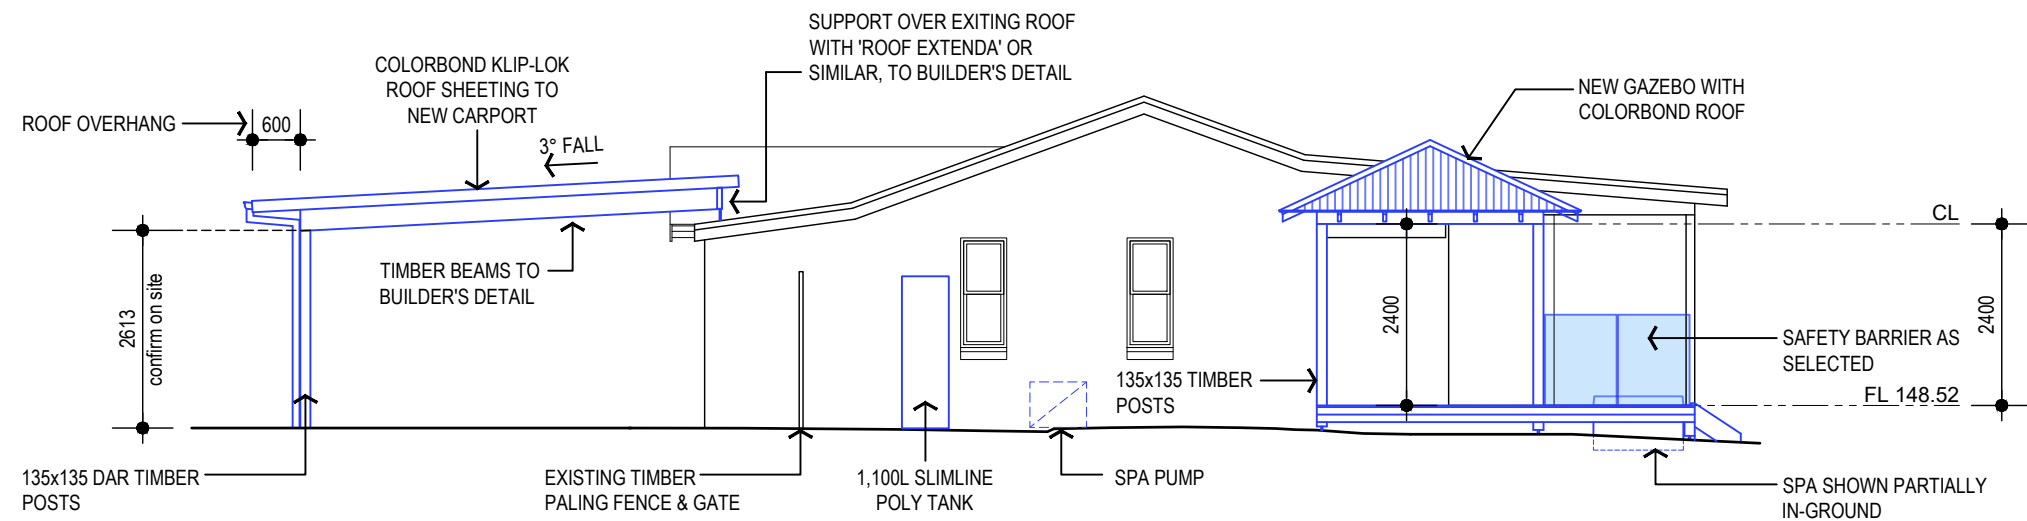 SUPPORT OVER EXITING ROOF
WITH 'ROOF EXTENDA' OR
SIMILAR, TO BUILDER'S DETAIL
COLORBOND KLIP-LOK
ROOF SHEETING TO
NEW CARPORT
NEW GAZEBO WITH
COLORBOND ROOF
ROOF OVERHANG
600
3° FALL
CL
TIMBER BEAMS TO
BUILDER'S DETAIL
2613
confirm on site
2400
2400
SAFETY BARRIER AS
SELECTED
135x135 TIMBER
POSTS
FL 148.52
135x135 DAR TIMBER
POSTS
EXISTING TIMBER
PALING FENCE & GATE
1,100L SLIMLINE
POLY TANK
SPA PUMP
SPA SHOWN PARTIALLY
IN-GROUND